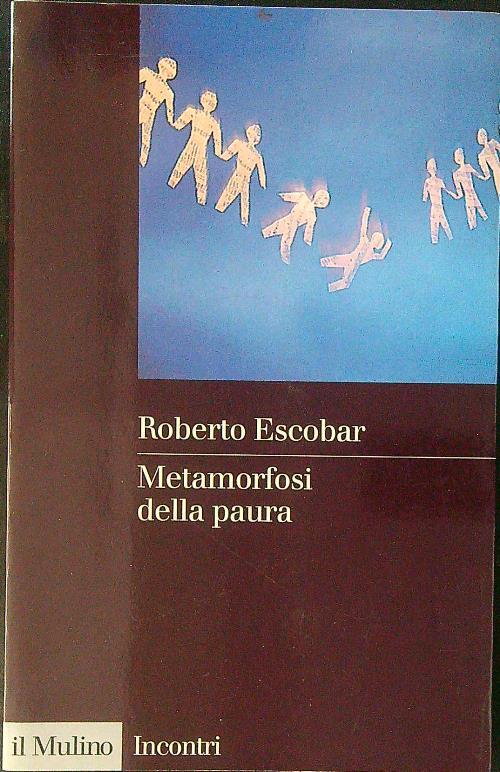 Roberto Escobar
Metamorfosi
della paura
il Mulino
Incontri